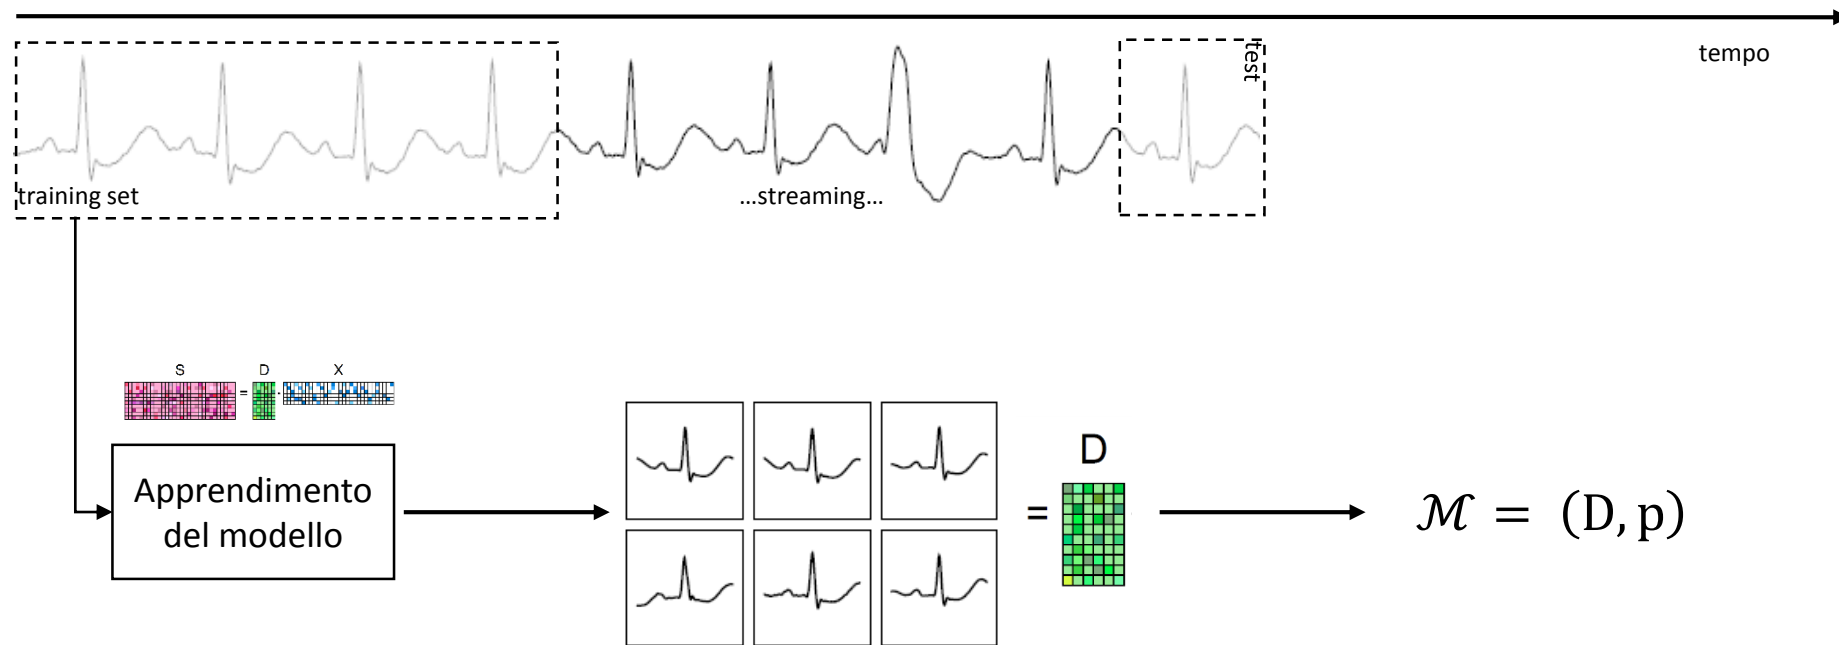 tempo
test
training set
...streaming...
S = D · X
Apprendimento
del modello
D
=
ℳ = (D, p)